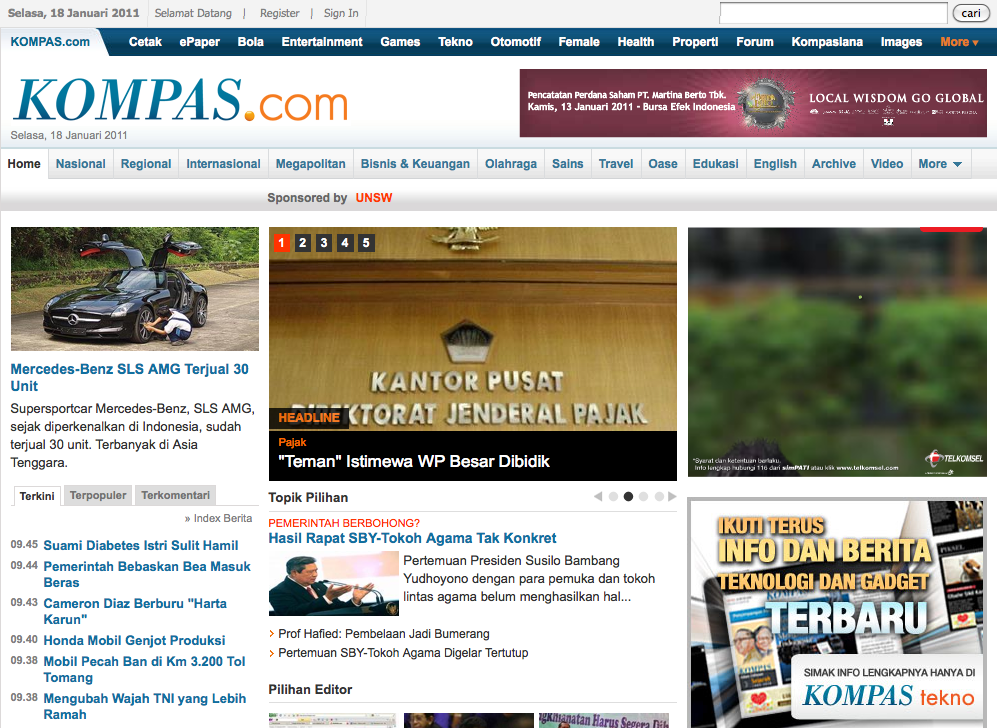 Selasa, 18 Januari 2011 Selamat Datang | Register | Sign In cari
KOMPAS.com Cetak ePaper Bola Entertainment Games Tekno Otomotif Female Health Properti Forum Kompasiana Images More
KOMPAS.com
Selasa, 18 Januari 2011
Pencatatan Perdana Saham PT. Martina Berto Tbk.
Kamis, 13 Januari 2011 - Bursa Efek Indonesia
LOCAL WISDOM GO GLOBAL
Home Nasional Regional Internasional Megapolitan Bisnis & Keuangan Olahraga Sains Travel Oase Edukasi English Archive Video More
Sponsored by UNSW
Mercedes-Benz SLS AMG Terjual 30
Unit
Supersportcar Mercedes-Benz, SLS AMG,
sejak diperkenalkan di Indonesia, sudah
terjual 30 unit. Terbanyak di Asia
Tenggara.
Terkini Terpopuler Terkomentari
» Index Berita
09.45 Suami Diabetes Istri Sulit Hamil
09.44 Pemerintah Bebaskan Bea Masuk
Beras
09.43 Cameron Diaz Berburu "Harta
Karun"
09.40 Honda Mobil Genjot Produksi
09.38 Mobil Pecah Ban di Km 3.200 Tol
Tomang
09.38 Mengubah Wajah TNI yang Lebih
Ramah
1 2 3 4 5
KANTOR PUSAT
DIREKTORAT JENDERAL PAJAK
HEADLINE
Pajak
"Teman" Istimewa WP Besar Dibidik
Topik Pilihan
PEMERINTAH BERBOHONG?
Hasil Rapat SBY-Tokoh Agama Tak Konkret
Pertemuan Presiden Susilo Bambang
Yudhoyono dengan para pemuka dan tokoh
lintas agama belum menghasilkan hal...
Prof Hafied: Pembelaan Jadi Bumerang
Pertemuan SBY-Tokoh Agama Digelar Tertutup
Pilihan Editor
*Syarat dan ketentuan berlaku.
Info lengkap hubungi 116 dari simPATI atau klik www.telkomsel.com
TELKOMSEL
IKUTI TERUS
INFO DAN BERITA
TEKNOLOGI DAN GADGET
TERBARU
SIMAK INFO LENGKAPNYA HANYA DI
KOMPAS tekno